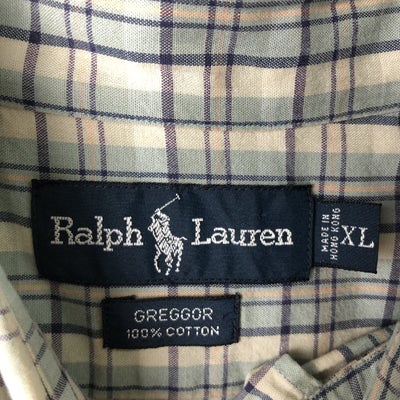 Ralph Lauren
MADE IN
HONG KONG
XL
GREGGOR
100% COTTON